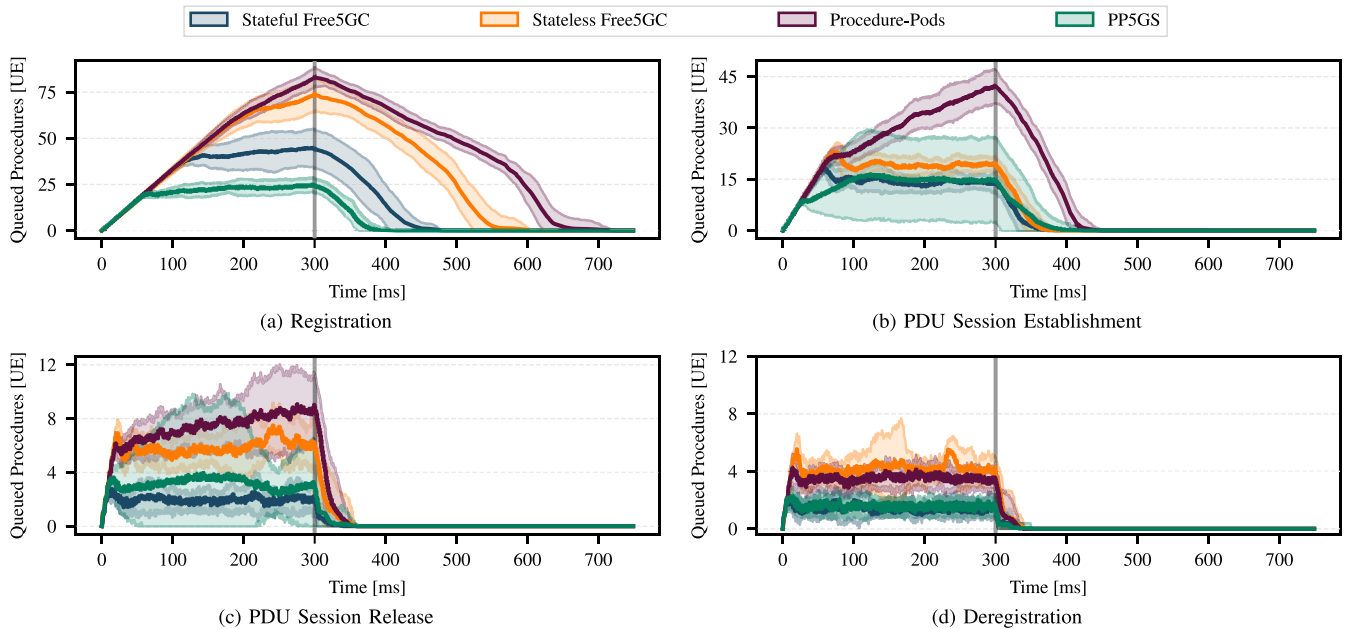 Stateful Free5GC Stateless Free5GC Procedure-Pods PP5GS
Queued Procedures [UE]
75
50
25
0
0 100 200 300 400 500 600 700
Time [ms]
(a) Registration
Queued Procedures [UE]
45
30
15
0
0 100 200 300 400 500 600 700
Time [ms]
(b) PDU Session Establishment
Queued Procedures [UE]
12
8
4
0
0 100 200 300 400 500 600 700
Time [ms]
(c) PDU Session Release
Queued Procedures [UE]
12
8
4
0
0 100 200 300 400 500 600 700
Time [ms]
(d) Deregistration